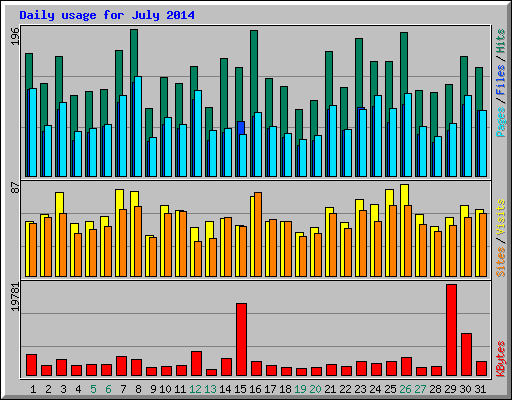 Daily usage for July 2014
196
Pages / Files / Hits
87
Sites / Visits
19781
KBytes
1 2 3 4 5 6 7 8 9 10 11 12 13 14 15 16 17 18 19 20 21 22 23 24 25 26 27 28 29 30 31